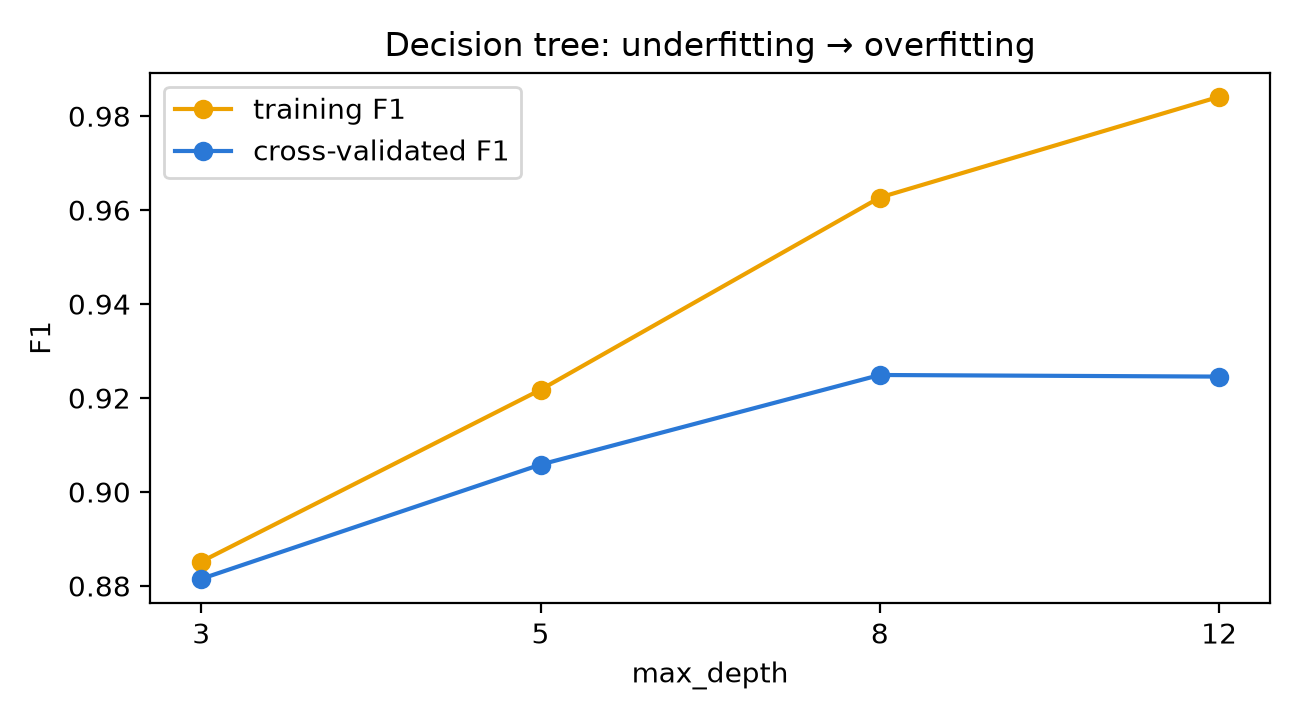 Decision tree: underfitting → overfitting
training F1
cross-validated F1
0.98
0.96
0.94
0.92
0.90
0.88
F1
3 5 8 12
max_depth